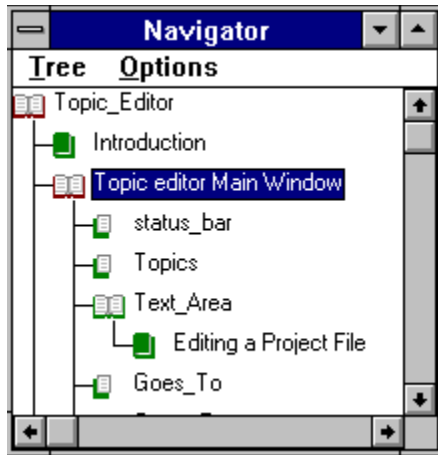 Navigator
Tree Options
Topic_Editor
Introduction
Topic editor Main Window
status_bar
Topics
Text_Area
Editing a Project File
Goes_To